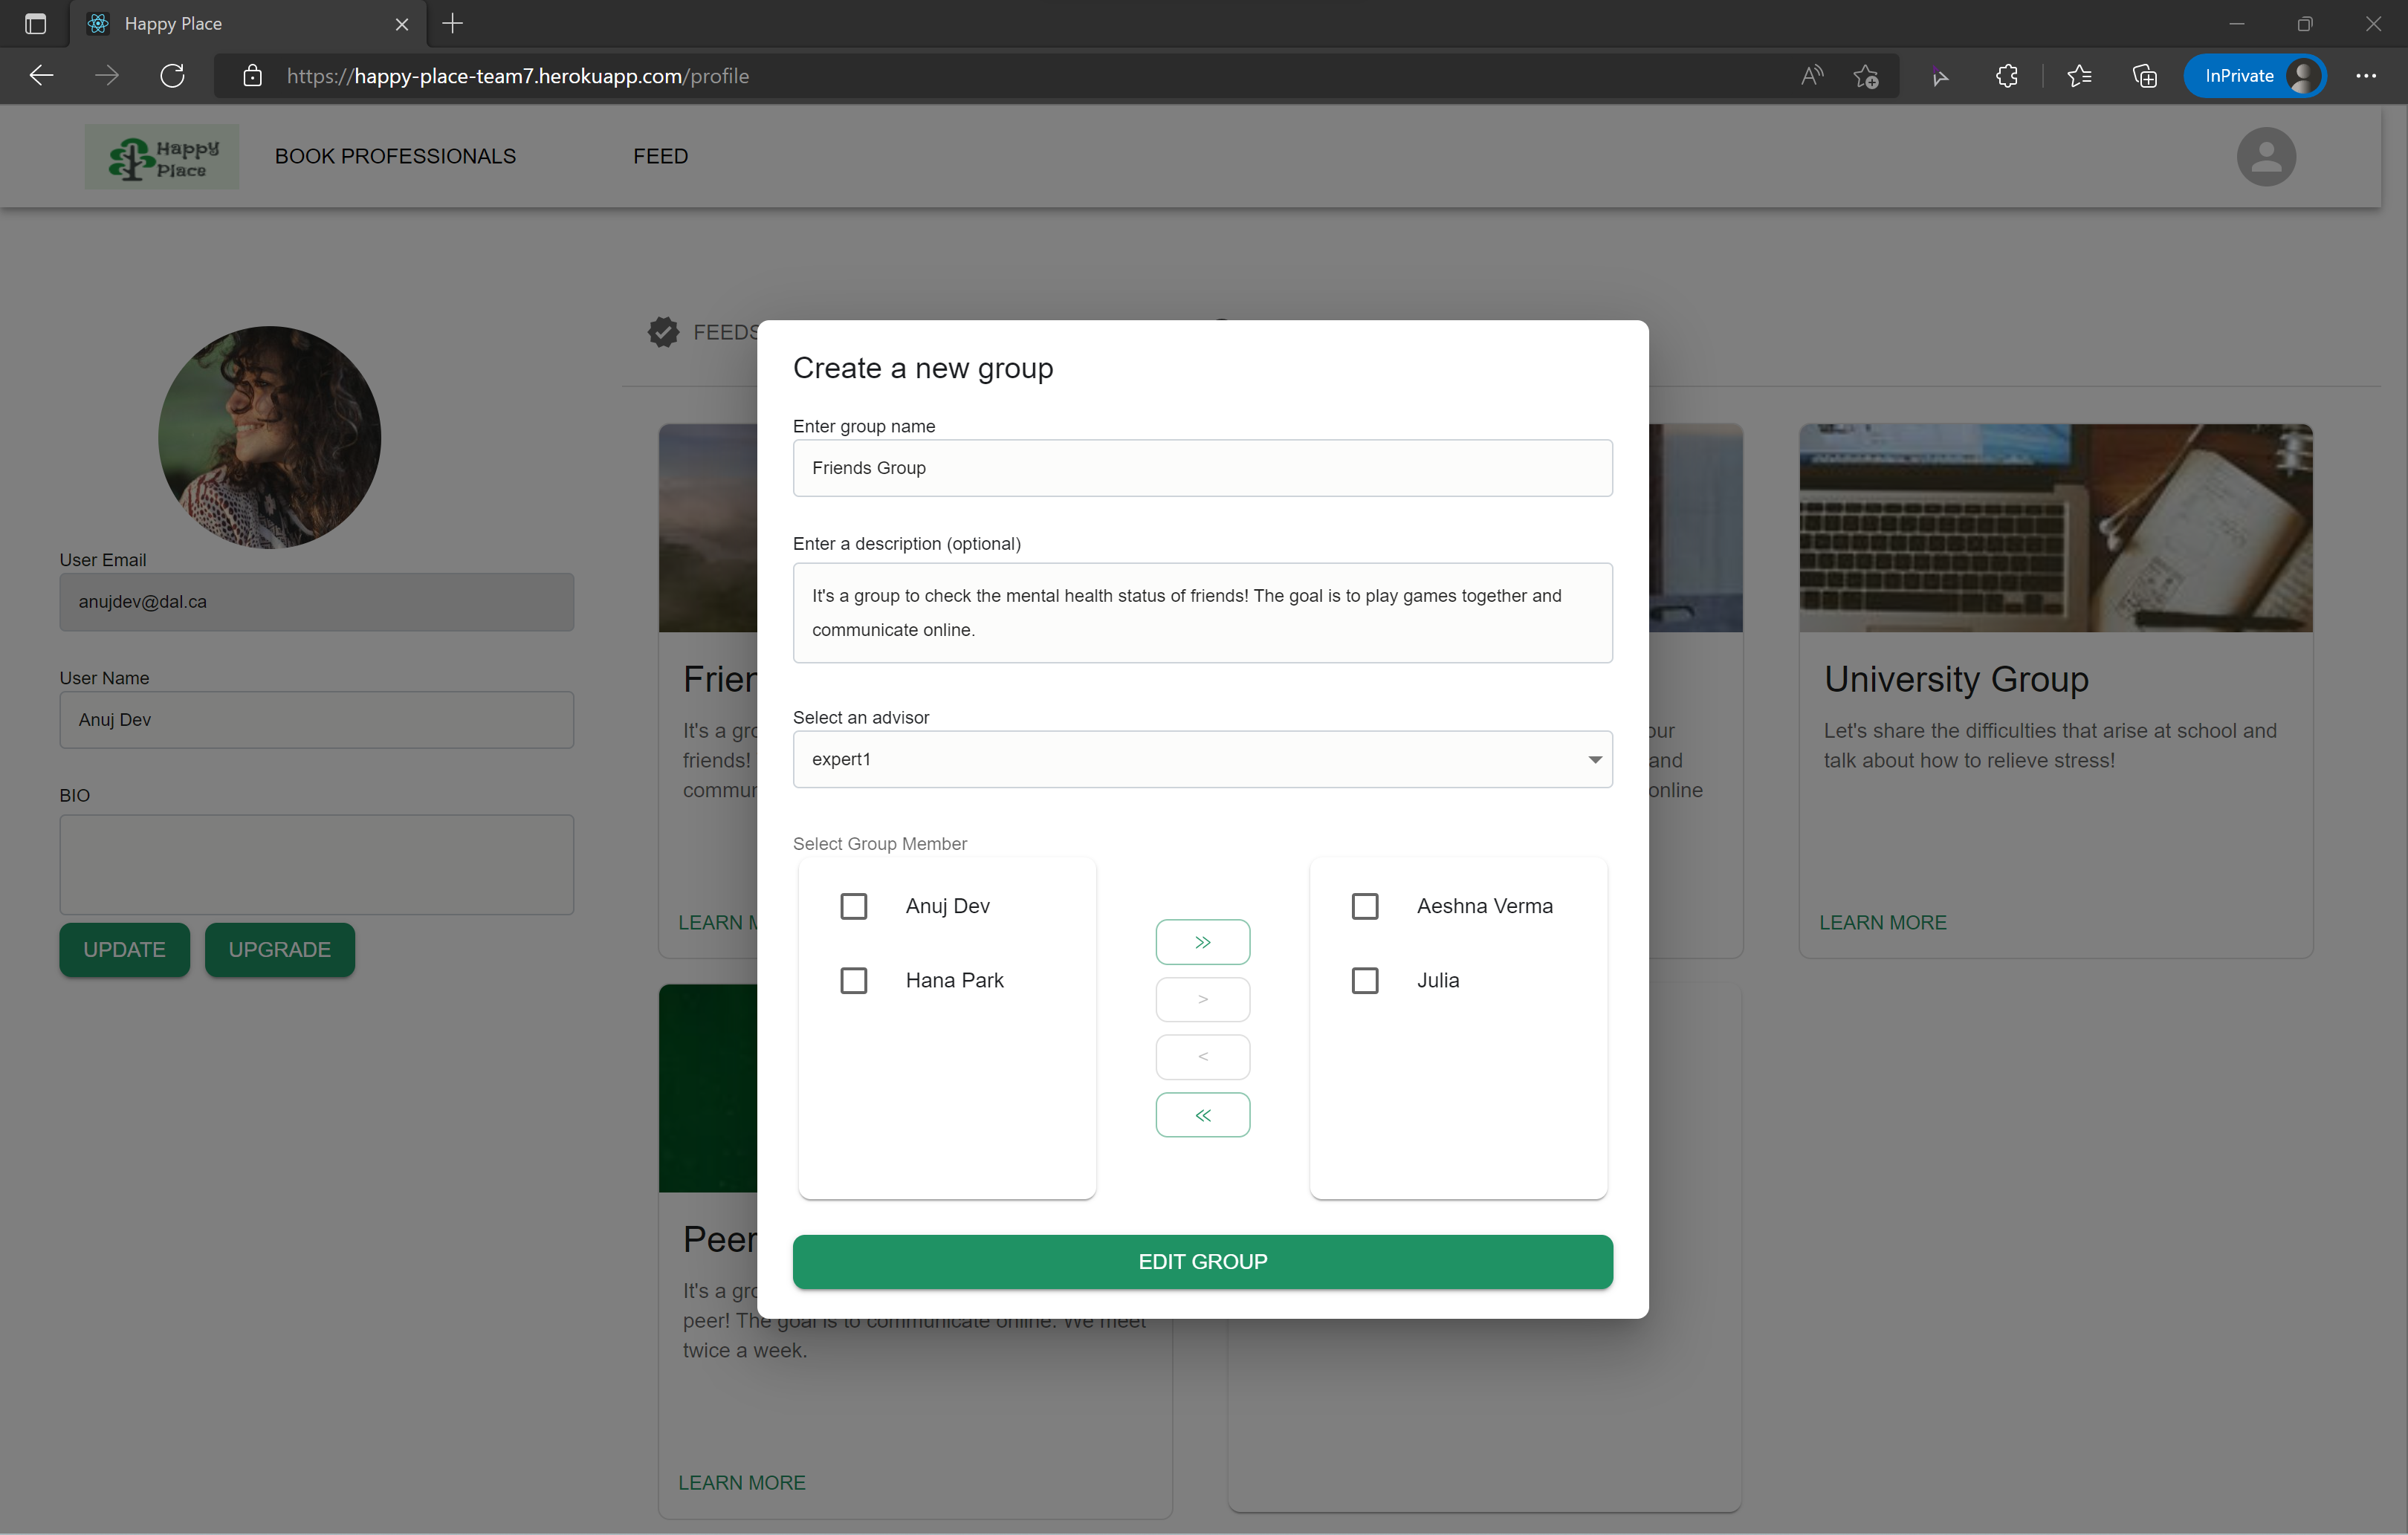 Happy Place
https://happy-place-team7.herokuapp.com/profile
InPrivate
Happy
Place
BOOK PROFESSIONALS
FEED
FEEDS
User Email
anujdev@dal.ca
User Name
Anuj Dev
BIO
UPDATE
UPGRADE
Create a new group
Enter group name
Friends Group
Enter a description (optional)
It's a group to check the mental health status of friends! The goal is to play games together and
communicate online.
Select an advisor
expert1
Select Group Member
Anuj Dev
Hana Park
>>
>
<
<<
Aeshna Verma
Julia
EDIT GROUP
It's a
friends!
LEARN
and
online
University Group
Let's share the difficulties that arise at school and
talk about how to relieve stress!
LEARN MORE
Peer
It's a
peer! The goal is to communicate online. We meet
twice a week.
LEARN MORE